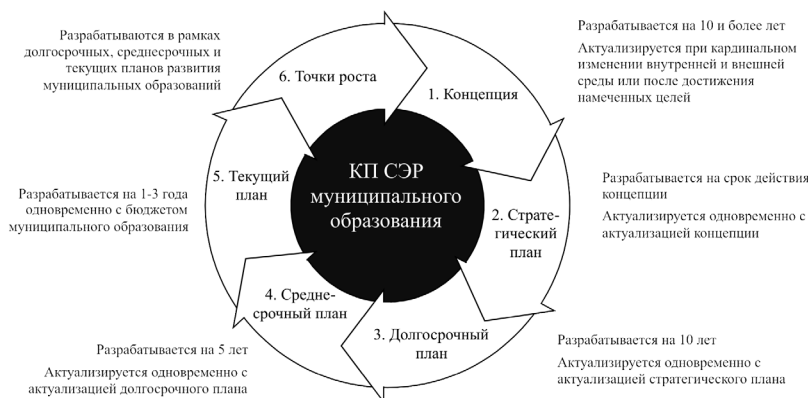 КП СЭР
муниципального
образования
1. Концепция
Разрабатывается на 10 и более лет
Актуализируется при кардинальном
изменении внутренней и внешней
среды или после достижения
намеченных целей
2. Страте-
гический
план
Разрабатывается на срок действия
концепции
Актуализируется одновременно с
актуализацией концепции
3. Долгосрочный
план
Разрабатывается на 10 лет
Актуализируется одновременно с
актуализацией стратегического плана
4. Средне-
срочный план
Разрабатывается на 5 лет
Актуализируется одновременно с
актуализацией долгосрочного плана
5. Текущий
план
Разрабатывается на 1-3 года
одновременно с бюджетом
муниципального образования
6. Точки роста
Разрабатываются в рамках
долгосрочных, среднесрочных и
текущих планов развития
муниципальных образований